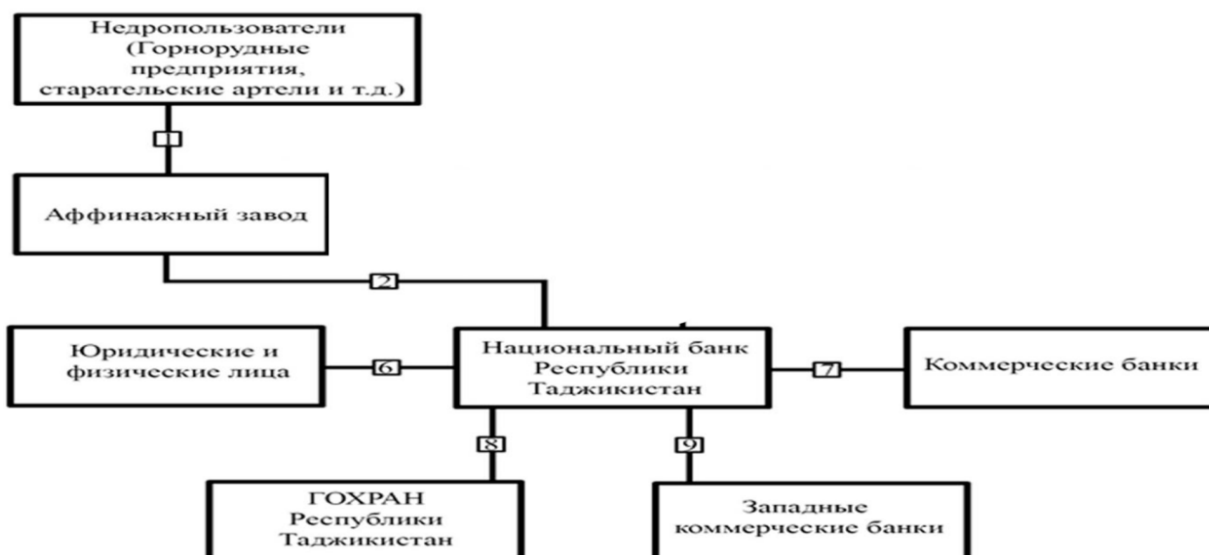 Недропользователи
(Горнорудные
предприятия,
старательские артели и т.д.)
1
Аффинажный завод
2
Юридические и
физические лица
6
Национальный банк
Республики
Таджикистан
7
Коммерческие банки
8
9
ГОХРАН
Республики
Таджикистан
Западные
коммерческие банки